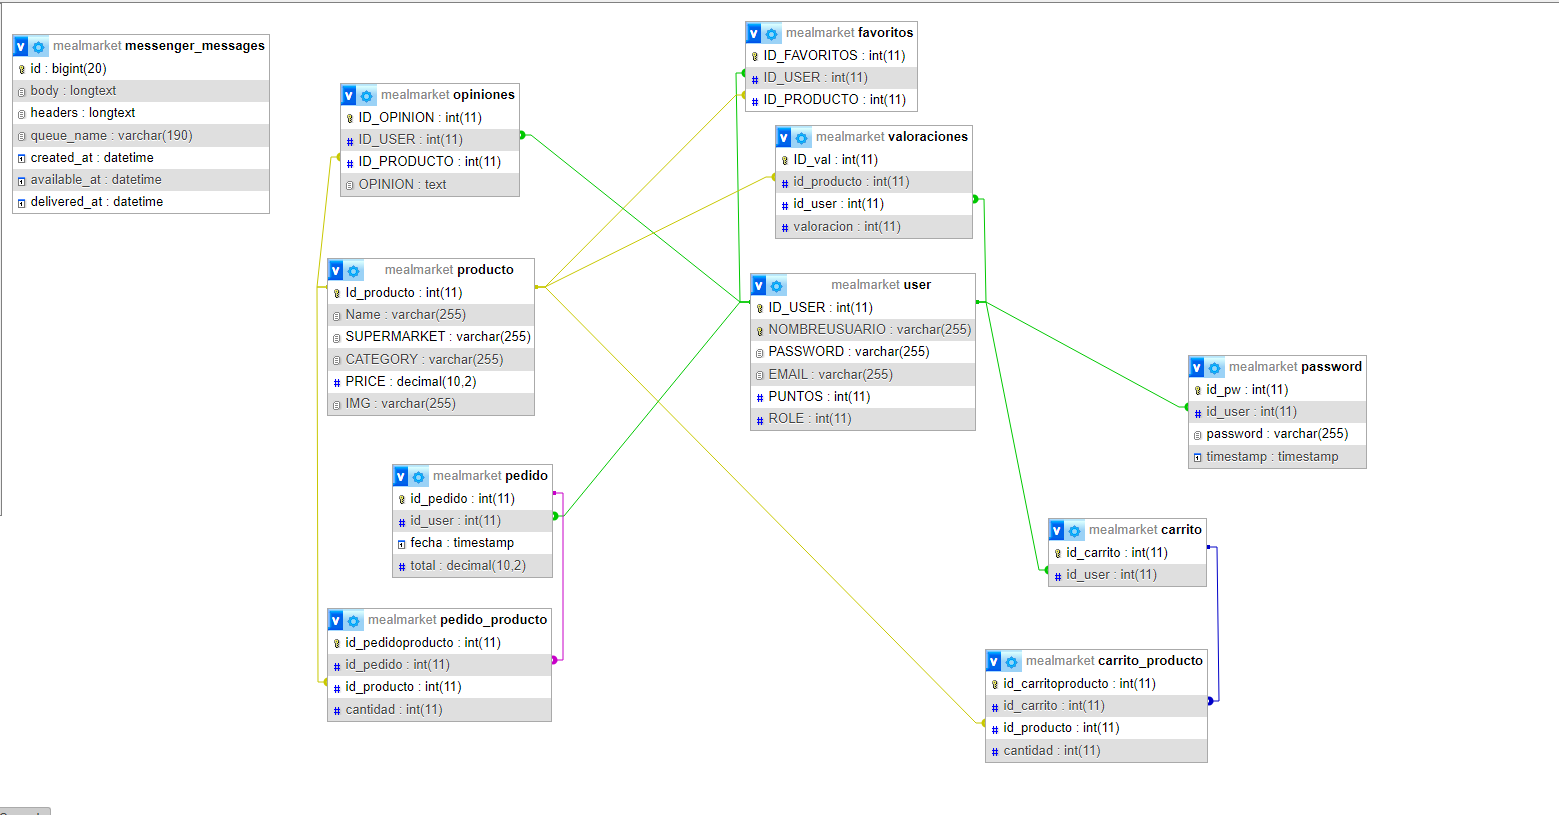 mealmarket messenger_messages
id : bigint(20)
body : longtext
headers : longtext
queue_name : varchar(190)
created_at : datetime
available_at : datetime
delivered_at : datetime
mealmarket opiniones
ID_OPINION : int(11)
ID_USER : int(11)
ID_PRODUCTO : int(11)
OPINION : text
mealmarket favoritos
ID_FAVORITOS : int(11)
ID_USER : int(11)
ID_PRODUCTO : int(11)
mealmarket valoraciones
ID_val : int(11)
id_producto : int(11)
id_user : int(11)
valoracion : int(11)
mealmarket producto
Id_producto : int(11)
Name : varchar(255)
SUPERMARKET : varchar(255)
CATEGORY : varchar(255)
PRICE : decimal(10,2)
IMG : varchar(255)
mealmarket user
ID_USER : int(11)
NOMBREUSUARIO : varchar(255)
PASSWORD : varchar(255)
EMAIL : varchar(255)
PUNTOS : int(11)
ROLE : int(11)
mealmarket password
id_pw : int(11)
id_user : int(11)
password : varchar(255)
timestamp : timestamp
mealmarket pedido
id_pedido : int(11)
id_user : int(11)
fecha : timestamp
total : decimal(10,2)
mealmarket carrito
id_carrito : int(11)
id_user : int(11)
mealmarket pedido_producto
id_pedidoproducto : int(11)
id_pedido : int(11)
id_producto : int(11)
cantidad : int(11)
mealmarket carrito_producto
id_carritoproducto : int(11)
id_carrito : int(11)
id_producto : int(11)
cantidad : int(11)